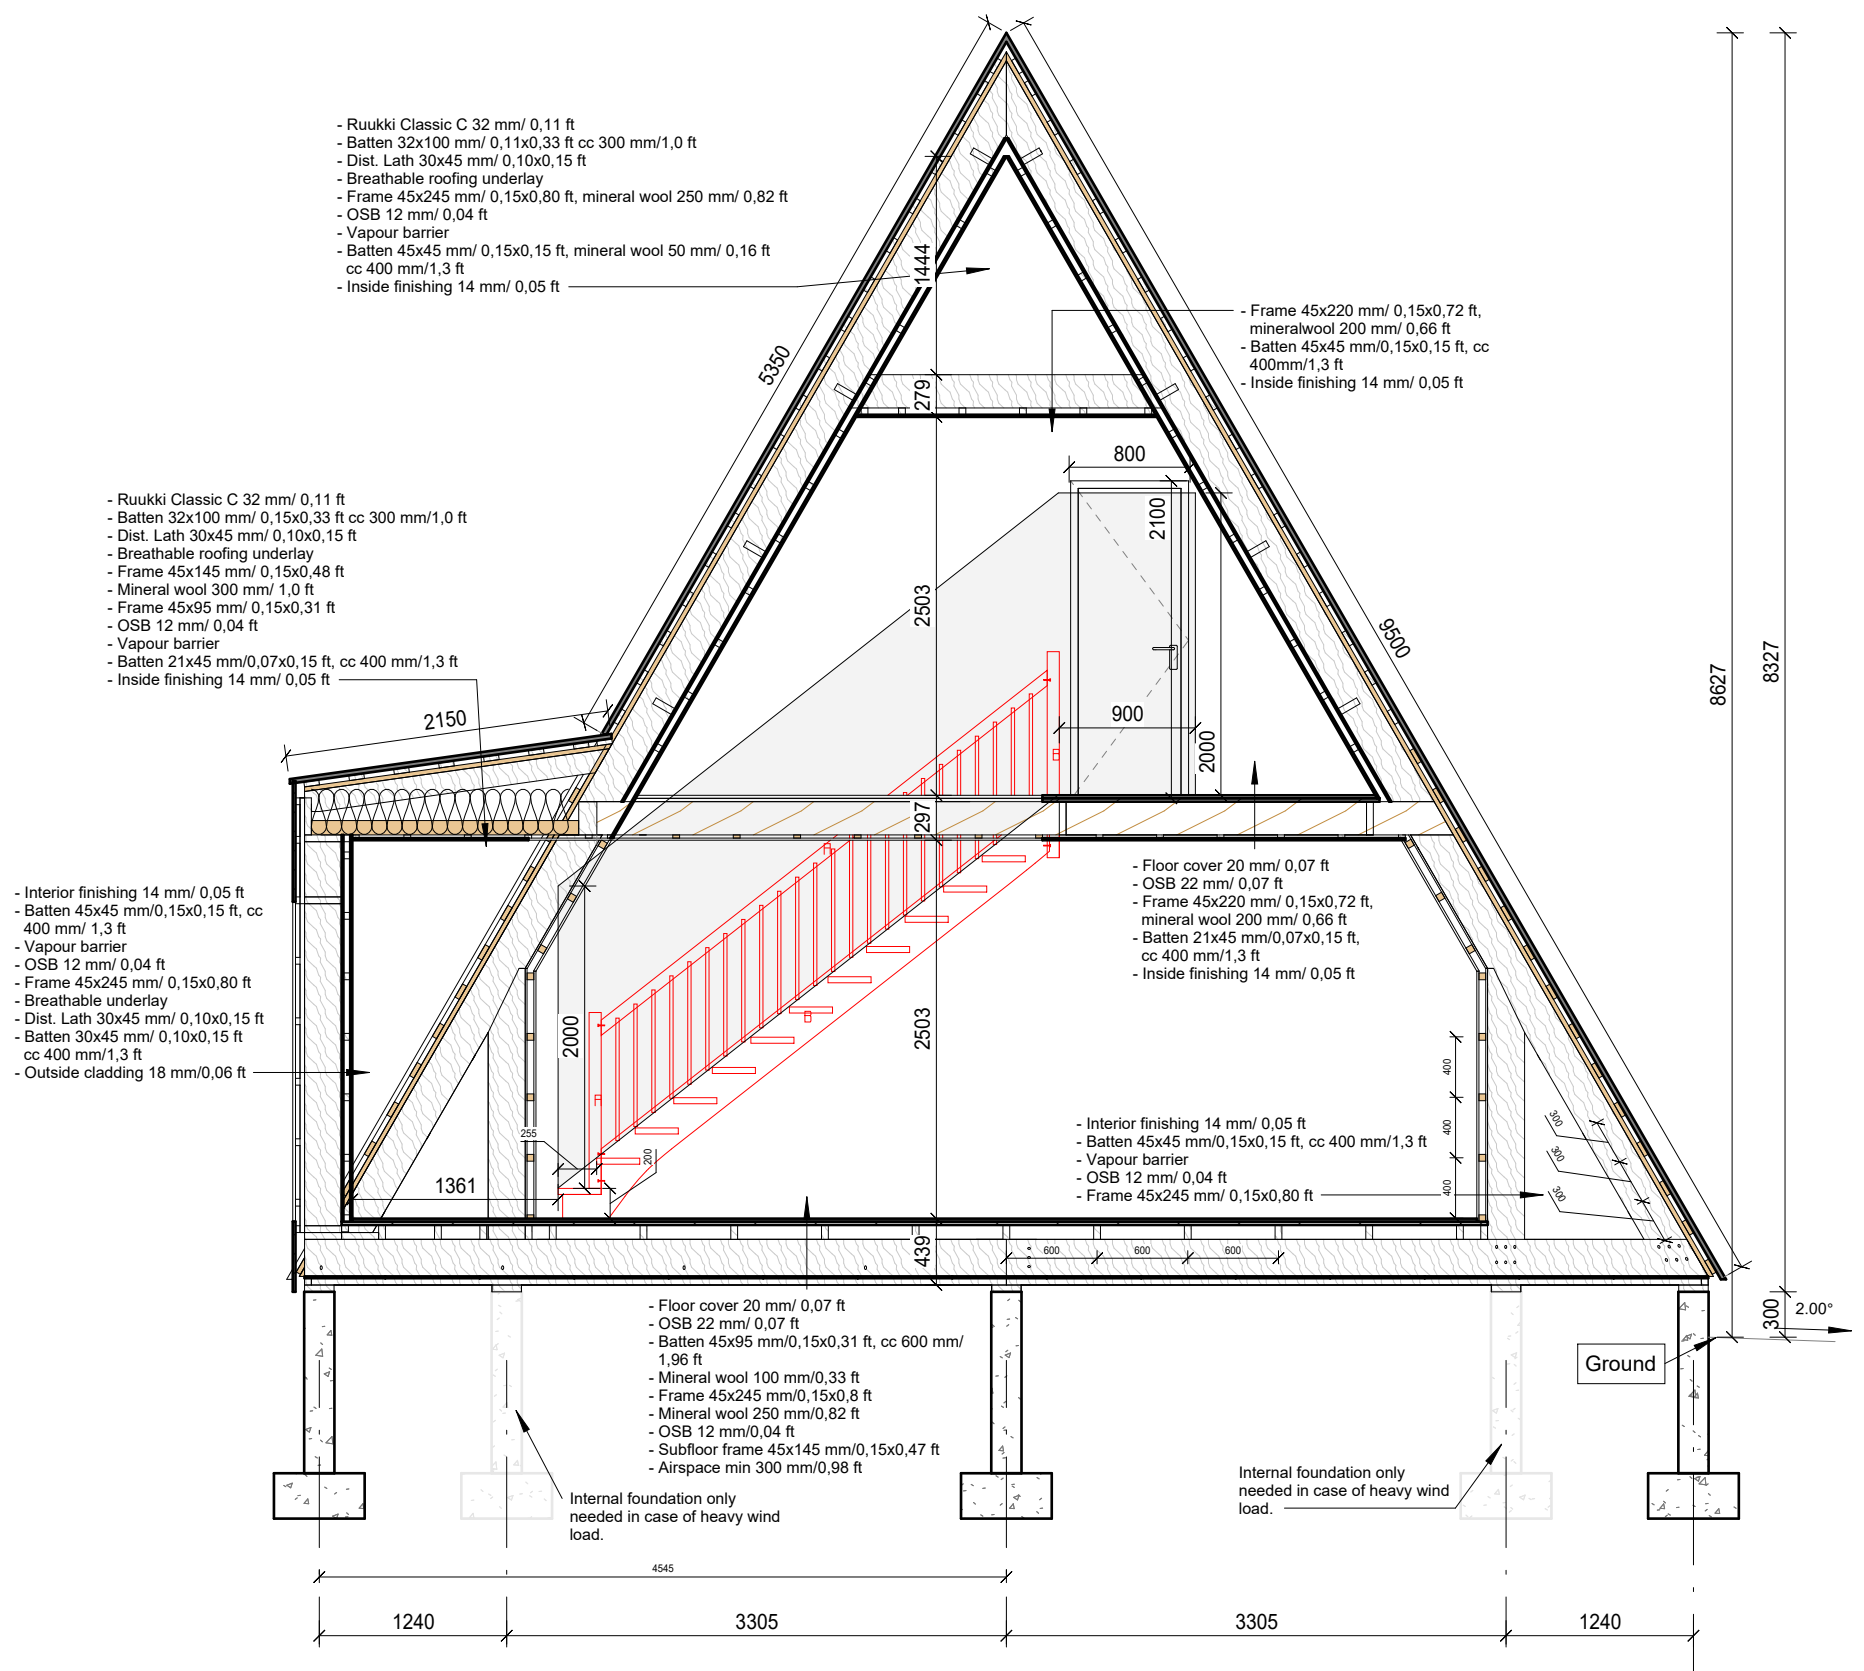 - Ruukki Classic C 32 mm/ 0,11 ft
- Batten 32x100 mm/ 0,11x0,33 ft cc 300 mm/1,0 ft
- Dist. Lath 30x45 mm/ 0,10x0,15 ft
- Breathable roofing underlay
- Frame 45x245 mm/ 0,15x0,80 ft, mineral wool 250 mm/ 0,82 ft
- OSB 12 mm/ 0,04 ft
- Vapour barrier
- Batten 45x45 mm/ 0,15x0,15 ft, mineral wool 50 mm/ 0,16 ft
cc 400 mm/1,3 ft
- Inside finishing 14 mm/ 0,05 ft
1444
5350
279
- Frame 45x220 mm/ 0,15x0,72 ft,
mineralwool 200 mm/ 0,66 ft
- Batten 45x45 mm/0,15x0,15 ft, cc
400mm/1,3 ft
- Inside finishing 14 mm/ 0,05 ft
800
2100
2503
9500
8627
8327
- Ruukki Classic C 32 mm/ 0,11 ft
- Batten 32x100 mm/ 0,15x0,33 ft cc 300 mm/1,0 ft
- Dist. Lath 30x45 mm/ 0,10x0,15 ft
- Breathable roofing underlay
- Frame 45x145 mm/ 0,15x0,48 ft
- Mineral wool 300 mm/ 1,0 ft
- Frame 45x95 mm/ 0,15x0,31 ft
- OSB 12 mm/ 0,04 ft
- Vapour barrier
- Batten 21x45 mm/0,07x0,15 ft, cc 400 mm/1,3 ft
- Inside finishing 14 mm/ 0,05 ft
2150
900
2000
297
- Interior finishing 14 mm/ 0,05 ft
- Batten 45x45 mm/0,15x0,15 ft, cc
400 mm/ 1,3 ft
- Vapour barrier
- OSB 12 mm/ 0,04 ft
- Frame 45x245 mm/ 0,15x0,80 ft
- Breathable underlay
- Dist. Lath 30x45 mm/ 0,10x0,15 ft
- Batten 30x45 mm/ 0,10x0,15 ft
cc 400 mm/1,3 ft
- Outside cladding 18 mm/0,06 ft
- Floor cover 20 mm/ 0,07 ft
- OSB 22 mm/ 0,07 ft
- Frame 45x220 mm/ 0,15x0,72 ft,
mineral wool 200 mm/ 0,66 ft
- Batten 21x45 mm/0,07x0,15 ft,
cc 400 mm/1,3 ft
- Inside finishing 14 mm/ 0,05 ft
2000
2503
400
400
400
255
200
1361
- Interior finishing 14 mm/ 0,05 ft
- Batten 45x45 mm/0,15x0,15 ft, cc 400 mm/1,3 ft
- Vapour barrier
- OSB 12 mm/ 0,04 ft
- Frame 45x245 mm/ 0,15x0,80 ft
300
300
300
439
600
600
600
- Floor cover 20 mm/ 0,07 ft
- OSB 22 mm/ 0,07 ft
- Batten 45x95 mm/0,15x0,31 ft, cc 600 mm/
1,96 ft
- Mineral wool 100 mm/0,33 ft
- Frame 45x245 mm/0,15x0,8 ft
- Mineral wool 250 mm/0,82 ft
- OSB 12 mm/0,04 ft
- Subfloor frame 45x145 mm/0,15x0,47 ft
- Airspace min 300 mm/0,98 ft
300
2.00°
Ground
Internal foundation only
needed in case of heavy wind
load.
Internal foundation only
needed in case of heavy wind
load.
4545
1240
3305
3305
1240